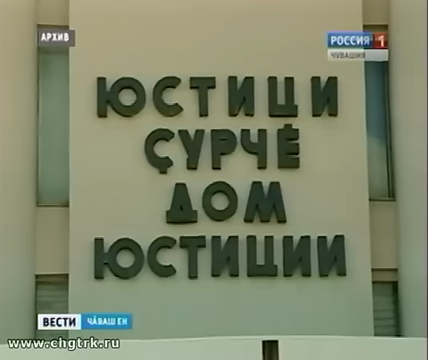 АРХИВ
РОССИЯ 1
ЧУВАШИЯ
ЮСТИЦИ
ҪУРЧӖ
ДОМ
ЮСТИЦИИ
ВЕСТИ ЧӐВАШ ЕН
www.chgtrk.ru